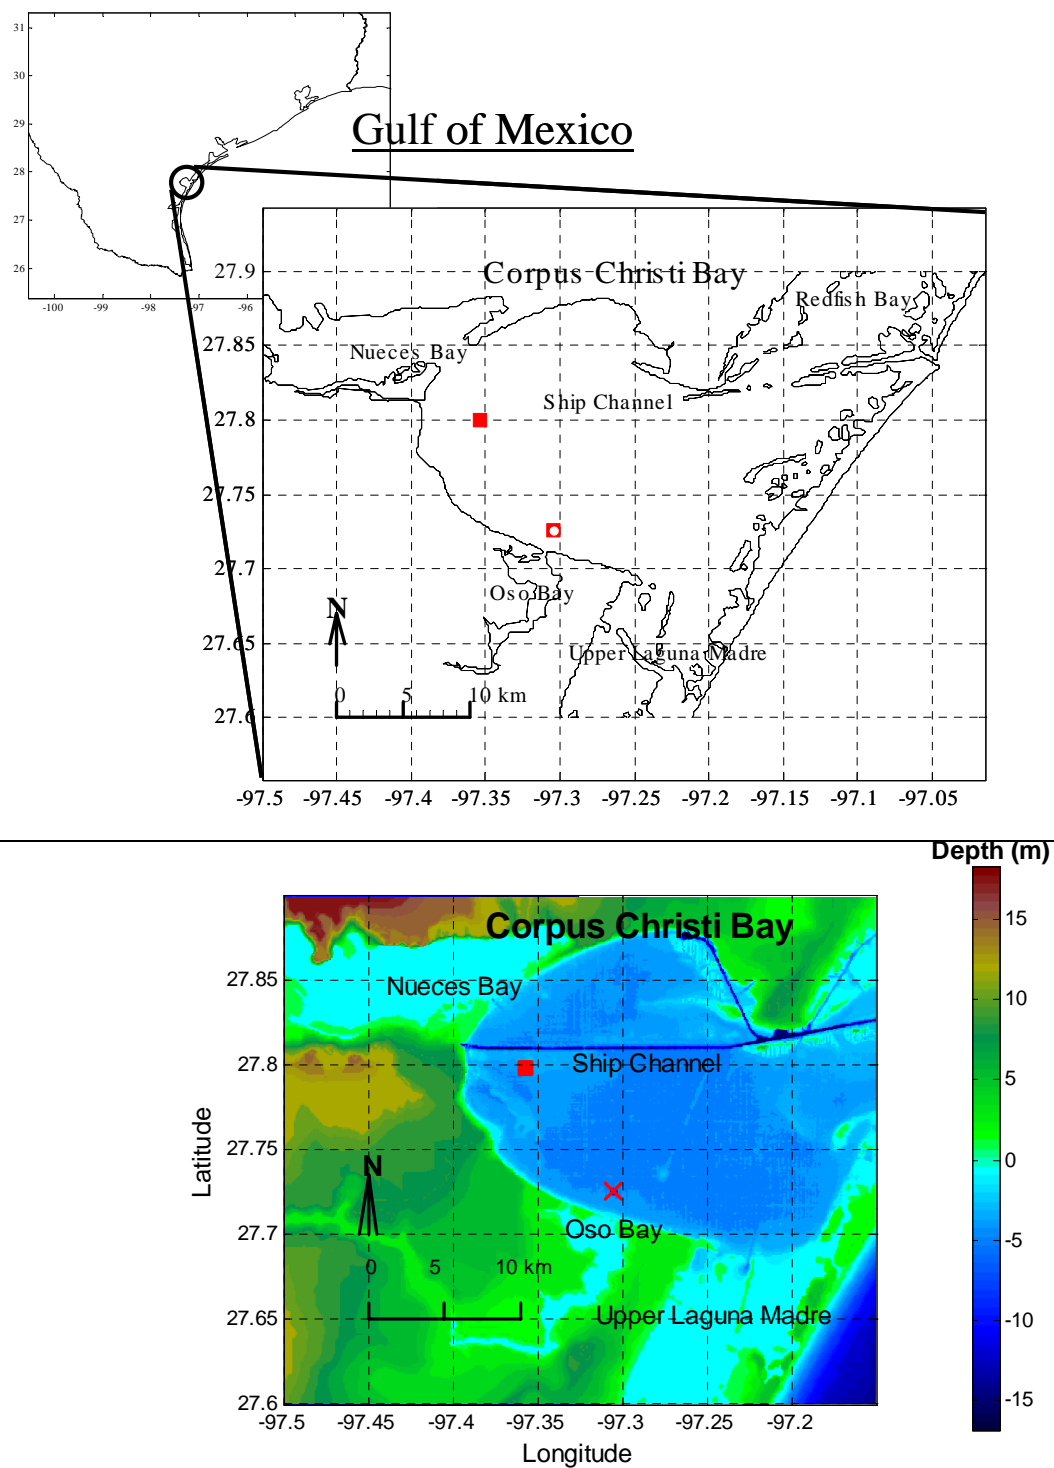 31
30
29
28
27
26
-100
-99
-98
-97
-96
Gulf of Mexico
27.9
27.85
27.8
27.75
27.7
27.65
27.6
Corpus Christi Bay
Redfish Bay
Nueces Bay
Ship Channel
Oso Bay
N
Upper Laguna Madre
0 5 10 km
-97.5 -97.45 -97.4 -97.35 -97.3 -97.25 -97.2 -97.15 -97.1 -97.05
Depth (m)
Corpus Christi Bay
15
10
5
0
-5
-10
-15
Nueces Bay
Ship Channel
N
Oso Bay
0 5 10 km
Upper Laguna Madre
27.85
27.8
27.75
27.7
27.65
27.6
Latitude
-97.5 -97.45 -97.4 -97.35 -97.3 -97.25 -97.2
Longitude